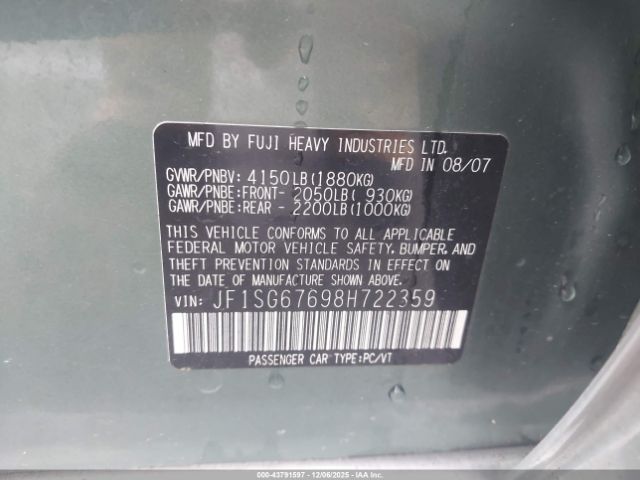 MFD BY FUJI HEAVY INDUSTRIES LTD.
MFD IN 08/07
GVWR/PNBV: 4150LB(1880KG)
GAWR/PNBE:FRONT- 2050LB( 930KG)
GAWR/PNBE:REAR - 2200LB(1000KG)
THIS VEHICLE CONFORMS TO ALL APPLICABLE
FEDERAL MOTOR VEHICLE SAFETY, BUMPER, AND
THEFT PREVENTION STANDARDS IN EFFECT ON
THE DATE OF MANUFACTURE SHOWN ABOVE.
VIN: JF1SG67698H722359
PASSENGER CAR TYPE:PC/VT
000-43791597 | 12/06/2025 | IAAI.com